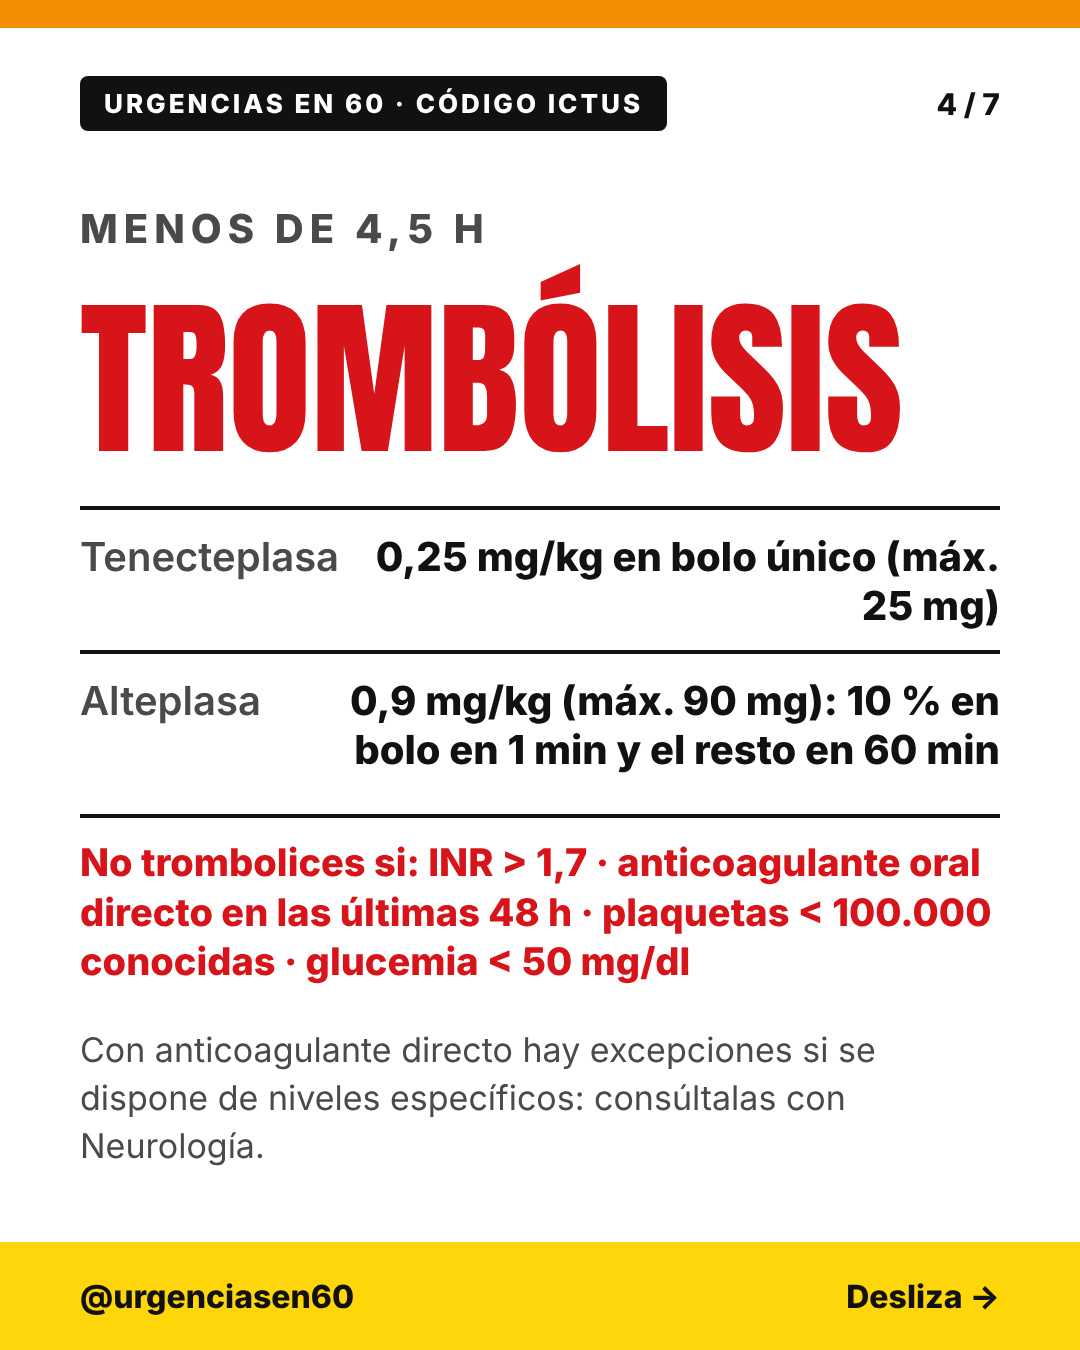 URGENCIAS EN 60 · CÓDIGO ICTUS
4 / 7
MENOS DE 4,5 H
TROMBÓLISIS
Tenecteplasa 0,25 mg/kg en bolo único (máx.
25 mg)
Alteplasa 0,9 mg/kg (máx. 90 mg): 10 % en
bolo en 1 min y el resto en 60 min
No trombolices si: INR > 1,7 · anticoagulante oral
directo en las últimas 48 h · plaquetas < 100.000
conocidas · glucemia < 50 mg/dl
Con anticoagulante directo hay excepciones si se
dispone de niveles específicos: consúltalas con
Neurología.
@urgenciasen60
Desliza →